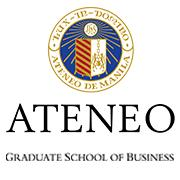 LUX-IN-DOMINO
ATENEO DE MANILA
ATENEO
GRADUATE SCHOOL OF BUSINESS